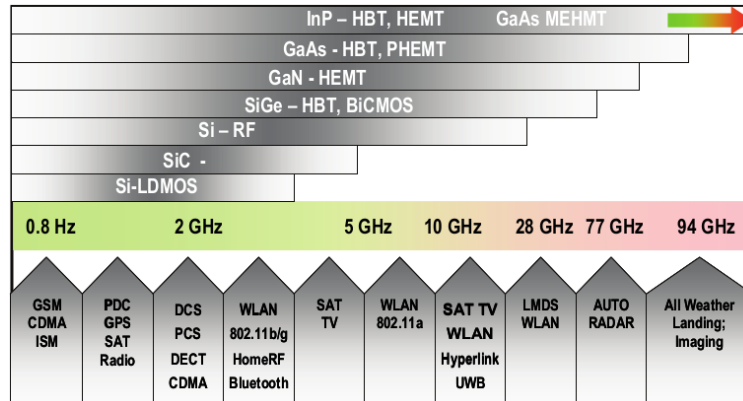 InP – HBT, HEMT GaAs MEHMT
GaAs - HBT, PHEMT
GaN - HEMT
SiGe – HBT, BiCMOS
Si – RF
SiC -
Si-LDMOS
0.8 Hz 2 GHz 5 GHz 10 GHz 28 GHz 77 GHz 94 GHz
GSM
CDMA
ISM
PDC
GPS
SAT
Radio
DCS
PCS
DECT
CDMA
WLAN
802.11b/g
HomeRF
Bluetooth
SAT
TV
WLAN
802.11a
SAT TV
WLAN
Hyperlink
UWB
LMDS
WLAN
AUTO
RADAR
All Weather
Landing;
Imaging